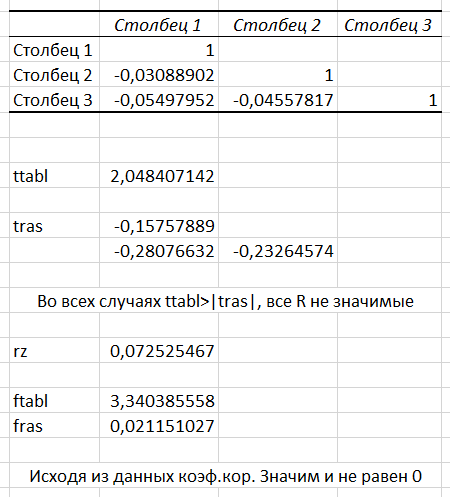 Столбец 1 Столбец 2 Столбец 3
Столбец 1 1
Столбец 2 -0,03088902 1
Столбец 3 -0,05497952 -0,04557817 1
ttabl 2,048407142
tras -0,15757889
-0,28076632 -0,23264574
Во всех случаях ttabl>|tras|, все R не значимые
rz 0,072525467
ftabl 3,340385558
fras 0,021151027
Исходя из данных коэф.кор. Значим и не равен 0